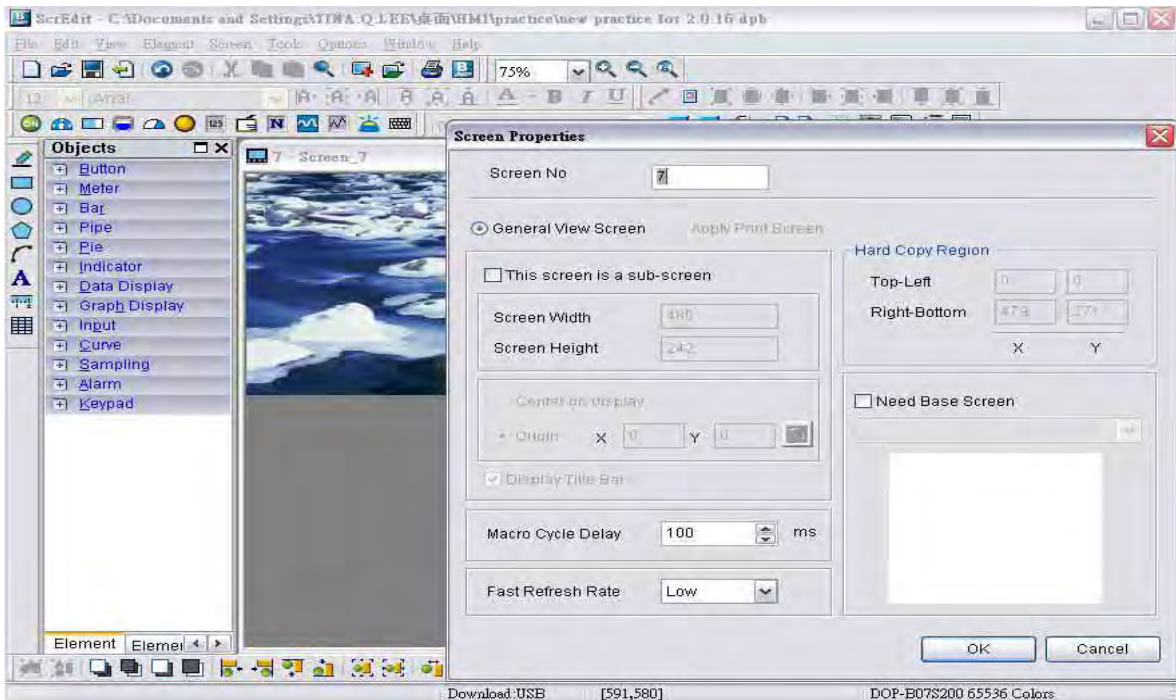 ScrEdit - C:\Documents and Settings\TINA.Q.LEE\桌面\HMI\practice\new practice for 2.0.16.dpb
File Edit View Element Screen Tools Options Window Help
75%
12 Arial
Objects
Button
Meter
Bar
Pipe
Pie
Indicator
Data Display
Graph Display
Input
Curve
Sampling
Alarm
Keypad
Element Elemei
7 - Screen_7
Screen Properties
Screen No 7
General View Screen Apply Print Screen
This screen is a sub-screen
Screen Width 480
Screen Height 242
Center on display
Origin X 0 Y 0
Display Title Bar
Macro Cycle Delay 100 ms
Fast Refresh Rate Low
Hard Copy Region
Top-Left 0 0
Right-Bottom 479 271
X Y
Need Base Screen
OK Cancel
Download:USB [591,580] DOP-B07S200 65536 Colors